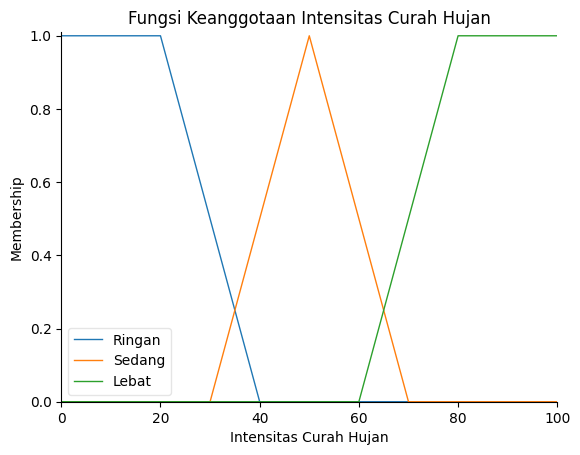 Fungsi Keanggotaan Intensitas Curah Hujan
Membership
1.0
0.8
0.6
0.4
0.2
0.0
Ringan
Sedang
Lebat
0 20 40 60 80 100
Intensitas Curah Hujan